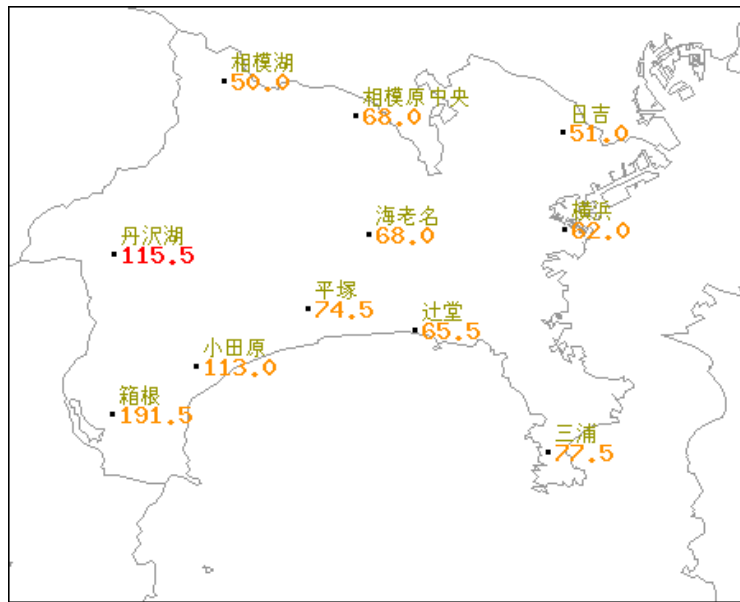 相模湖
50.0
相模原中央
68.0
日吉
51.0
海老名
68.0
横浜
62.0
丹沢湖
115.5
平塚
74.5
辻堂
65.5
小田原
113.0
箱根
191.5
三浦
77.5